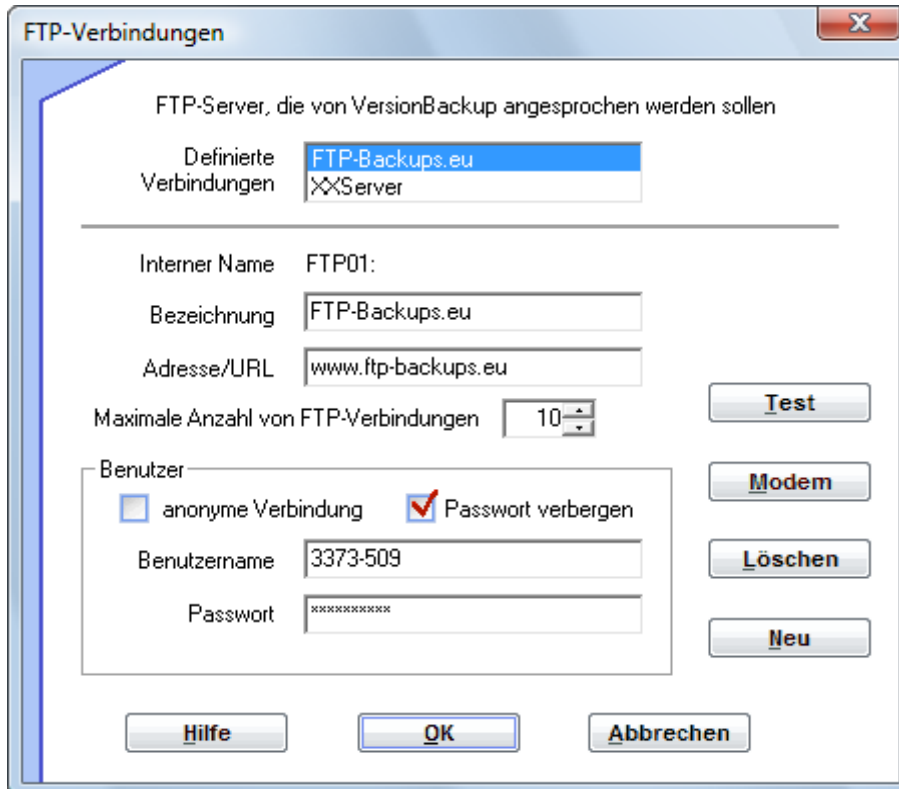 FTP-Verbindungen
FTP-Server, die von VersionBackup angesprochen werden sollen
Definierte Verbindungen
FTP-Backups.eu
XXServer
Interner Name FTP01:
Bezeichnung FTP-Backups.eu
Adresse/URL www.ftp-backups.eu
Maximale Anzahl von FTP-Verbindungen 10
Test
Benutzer
Modem
anonyme Verbindung Passwort verbergen
Benutzername 3373-509
Löschen
Passwort **********
Neu
Hilfe OK Abbrechen